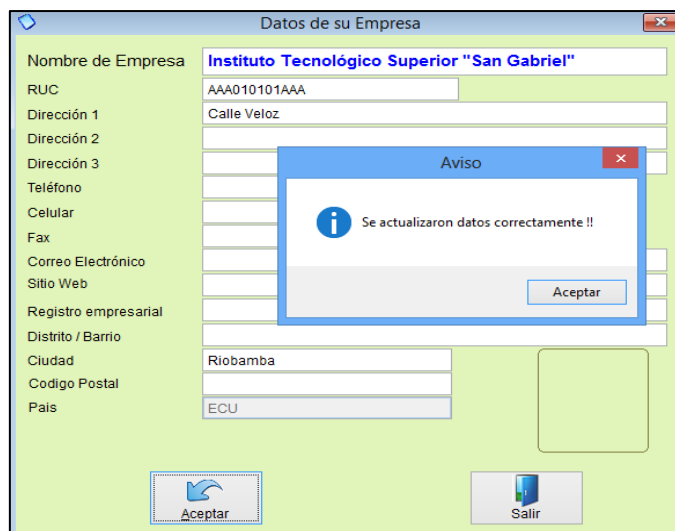 Datos de su Empresa
Nombre de Empresa Instituto Tecnológico Superior "San Gabriel"
RUC AAA010101AAA
Dirección 1 Calle Veloz
Dirección 2
Dirección 3
Teléfono
Celular
Fax
Correo Electrónico
Sitio Web
Registro empresarial
Distrito / Barrio
Ciudad Riobamba
Codigo Postal
Pais ECU
Aceptar
Salir
Aviso
Se actualizaron datos correctamente !!
Aceptar